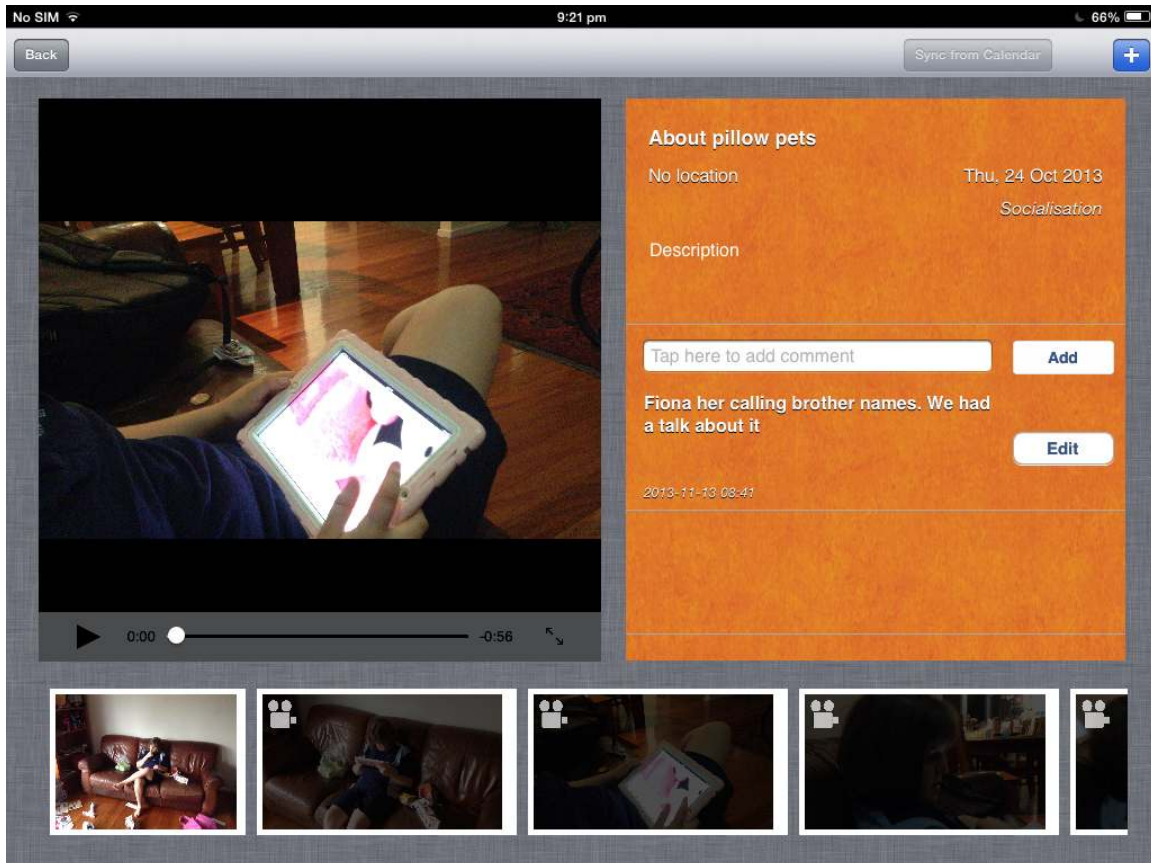 No SIM 9:21 pm 66%
Back Sync from Calendar +
About pillow pets
No location Thu, 24 Oct 2013
Socialisation
Description
Tap here to add comment Add
Fiona her calling brother names. We had
a talk about it
Edit
2013-11-13 08:41
0:00 -0:56